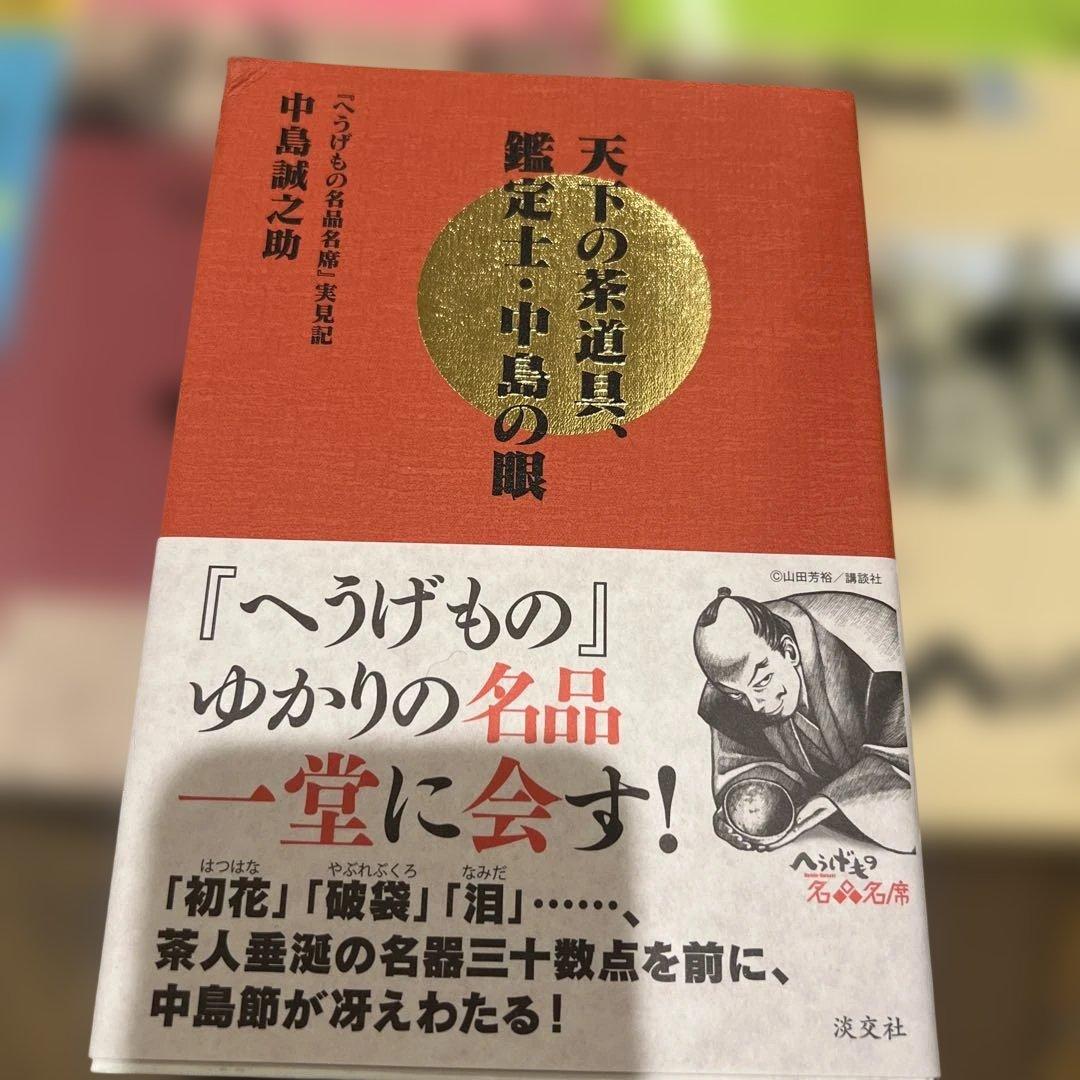 天下の茶道具、
鑑定士・中島の眼
『へうげもの名品名席』実見記
中島誠之助
©山田芳裕/講談社
『へうげもの』
ゆかりの名品
一堂に会す!
はつはな やぶれぶくろ なみだ
「初花」「破袋」「泪」……、
茶人垂涎の名器三十数点を前に、
中島節が冴えわたる!
へうげもの
名品名席
淡交社